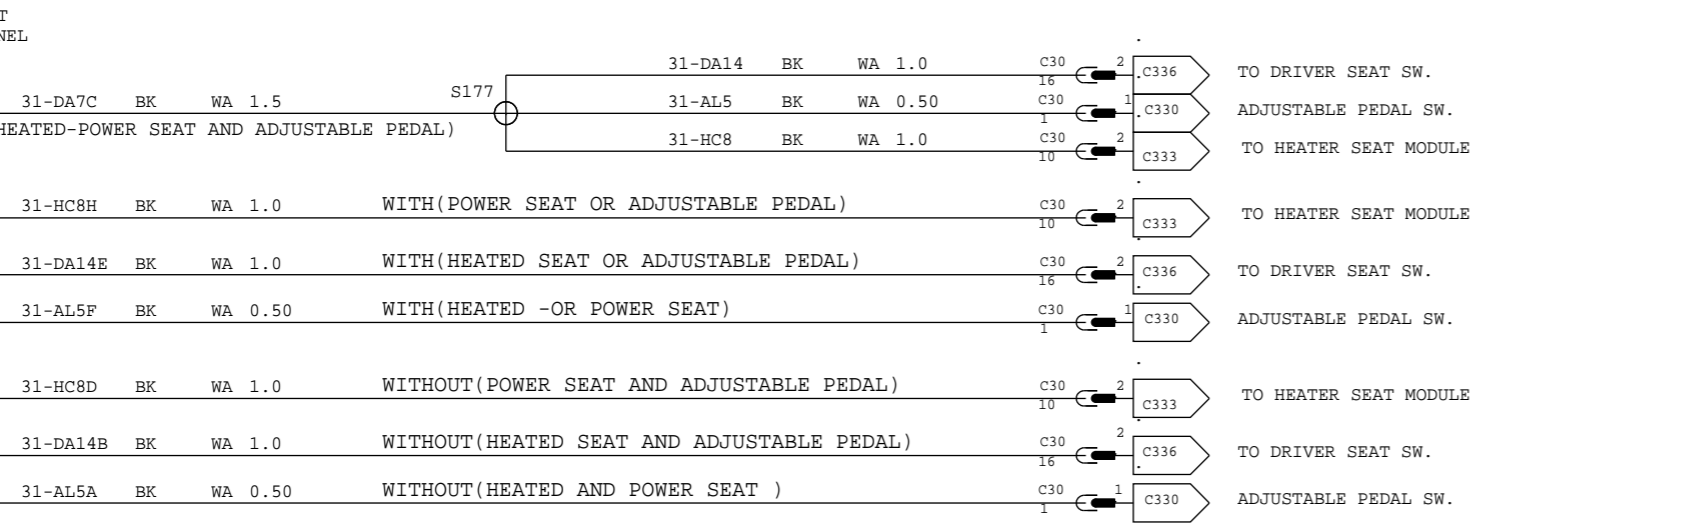 T
NEL
31-DA14 BK WA 1.0 C30 16 2 C336 TO DRIVER SEAT SW.
31-DA7C BK WA 1.5 S177 31-AL5 BK WA 0.50 C30 1 1 C330 ADJUSTABLE PEDAL SW.
HEATED-POWER SEAT AND ADJUSTABLE PEDAL)
31-HC8 BK WA 1.0 C30 10 2 C333 TO HEATER SEAT MODULE
31-HC8H BK WA 1.0 WITH(POWER SEAT OR ADJUSTABLE PEDAL) C30 10 2 C333 TO HEATER SEAT MODULE
31-DA14E BK WA 1.0 WITH(HEATED SEAT OR ADJUSTABLE PEDAL) C30 16 2 C336 TO DRIVER SEAT SW.
31-AL5F BK WA 0.50 WITH(HEATED -OR POWER SEAT) C30 1 1 C330 ADJUSTABLE PEDAL SW.
31-HC8D BK WA 1.0 WITHOUT(POWER SEAT AND ADJUSTABLE PEDAL) C30 10 2 C333 TO HEATER SEAT MODULE
31-DA14B BK WA 1.0 WITHOUT(HEATED SEAT AND ADJUSTABLE PEDAL) C30 16 2 C336 TO DRIVER SEAT SW.
31-AL5A BK WA 0.50 WITHOUT(HEATED AND POWER SEAT ) C30 1 1 C330 ADJUSTABLE PEDAL SW.